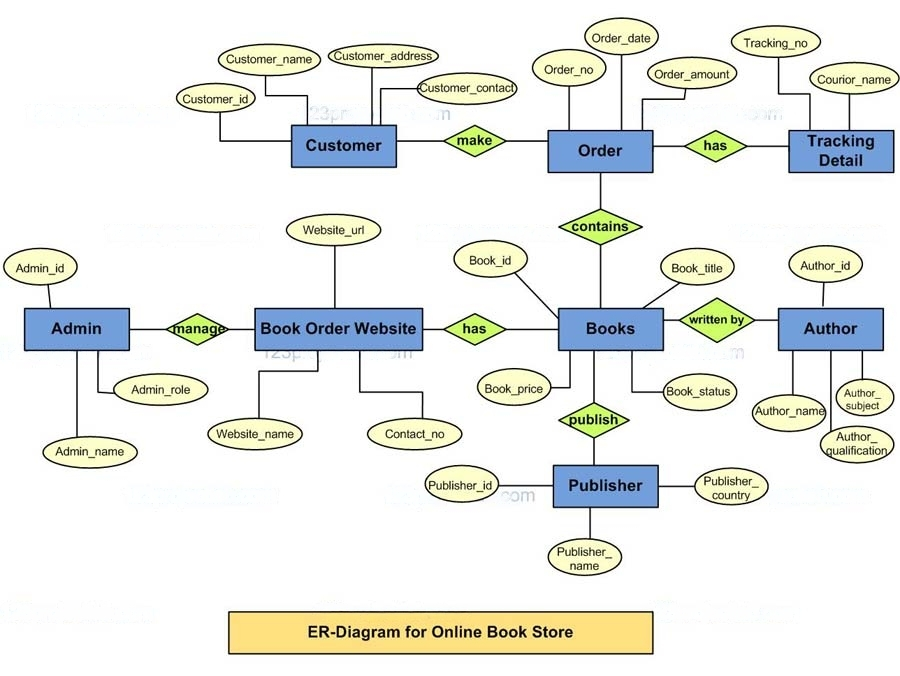 Order_date
Tracking_no
Customer_name
Customer_address
Order_no
Order_amount
Courior_name
Customer_id
Customer_contact
Customer
make
Order
has
Tracking
Detail
contains
Website_url
Book_id
Book_title
Author_id
Admin_id
Admin
manage
Book Order Website
has
Books
written by
Author
Admin_role
Book_price
Book_status
Author_
subject
Author_name
publish
Website_name
Contact_no
Author_
qualification
Admin_name
Publisher_id
Publisher
Publisher_
country
Publisher_
name
ER-Diagram for Online Book Store